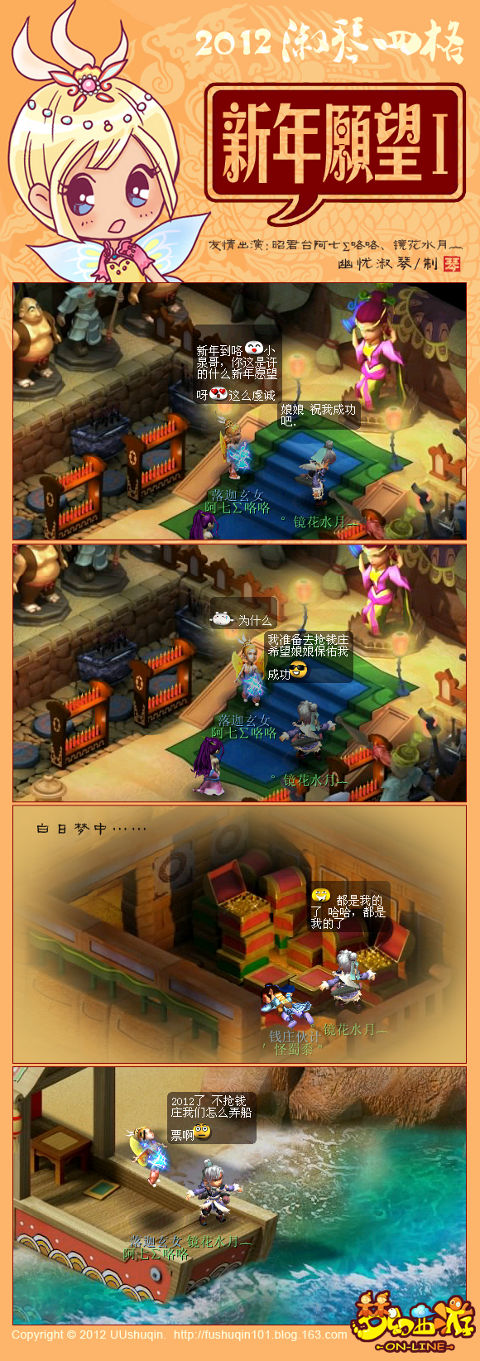 2012 淑琴四格
新年願望I
友情出演:昭君台阿七∑咯咯、镜花水月︷
幽忧淑琴/制
琴
新年到咯 小
泉哥,你这是许
的什么新年愿望
呀 这么虔诚
娘娘 祝我成功
吧.
落迦玄女
阿七∑咯咯
°镜花水月︷
为什么
我准备去抢钱庄
希望娘娘保佑我
成功
落迦玄女
阿七∑咯咯
°镜花水月︷
白日梦中……
都是我的
了 哈哈,都是
我的了
°镜花水月︷
钱庄伙计
'怪蜀黍"
2012了 不抢钱
庄我们怎么弄船
票啊
落迦玄女 镜花水月︷
阿七∑咯咯
梦幻西游
ON-LINE
Copyright © 2012 UUshuqin. http://fushuqin101.blog.163.com